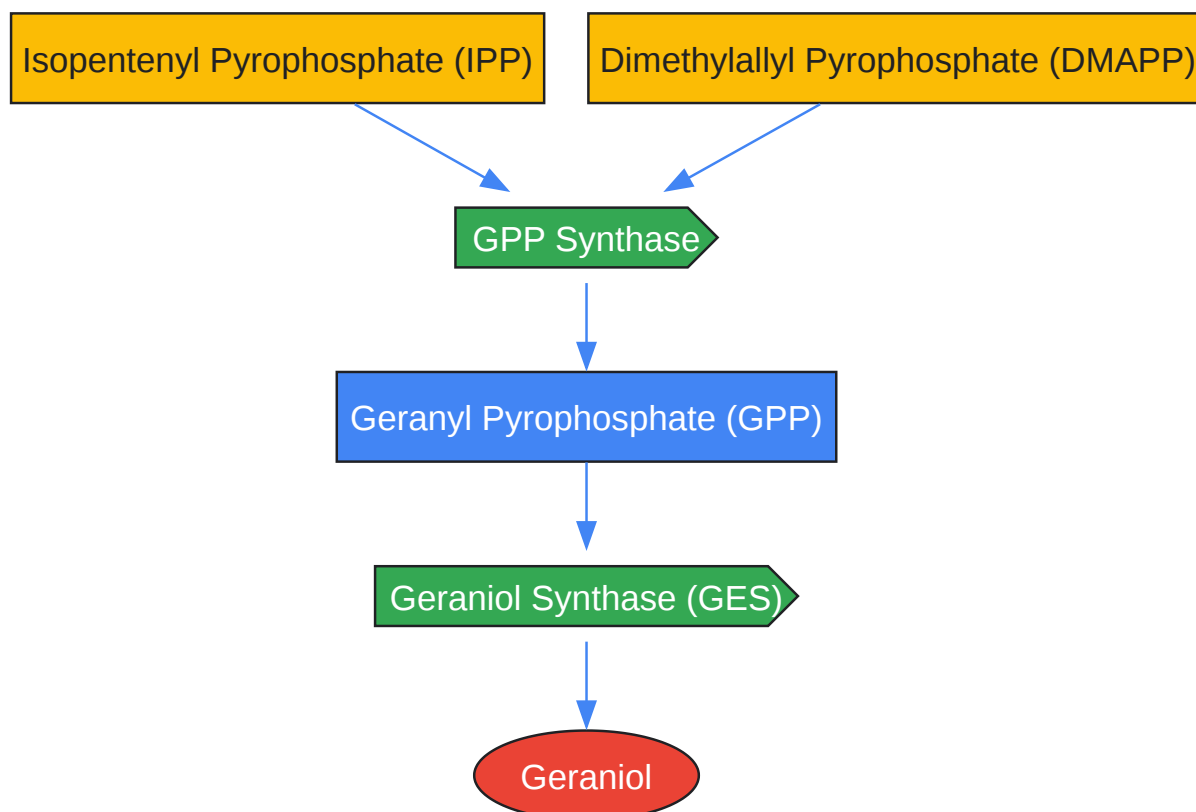 Isopentenyl Pyrophosphate (IPP)
Dimethylallyl Pyrophosphate (DMAPP)
GPP Synthase
Geranyl Pyrophosphate (GPP)
Geraniol Synthase (GES)
Geraniol